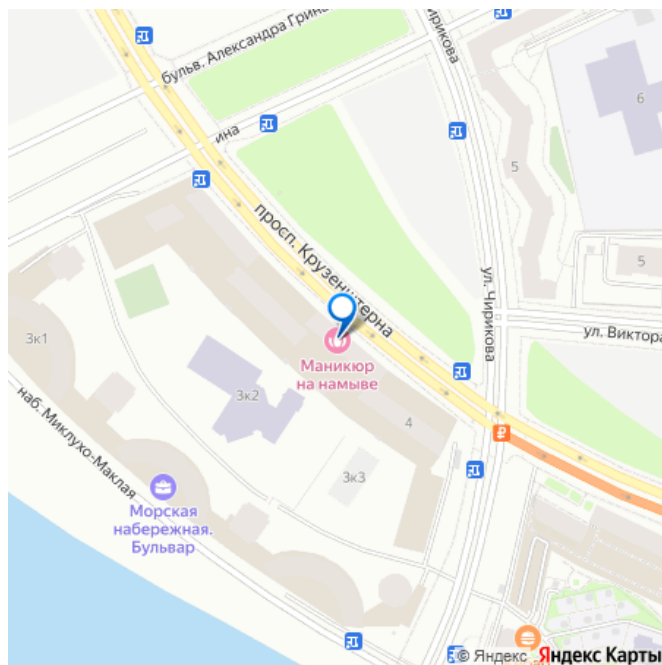 бульв. Александра Грина
ина
Чирикова
6
5
5
просп. Крузенштерна
ул. Чирикова
ул. Виктора
3к1
Маникюр
на намыве
3к2
4
наб. Миклухо-Маклая
3к3
Морская
набережная.
Бульвар
© Яндекс Яндекс Карты